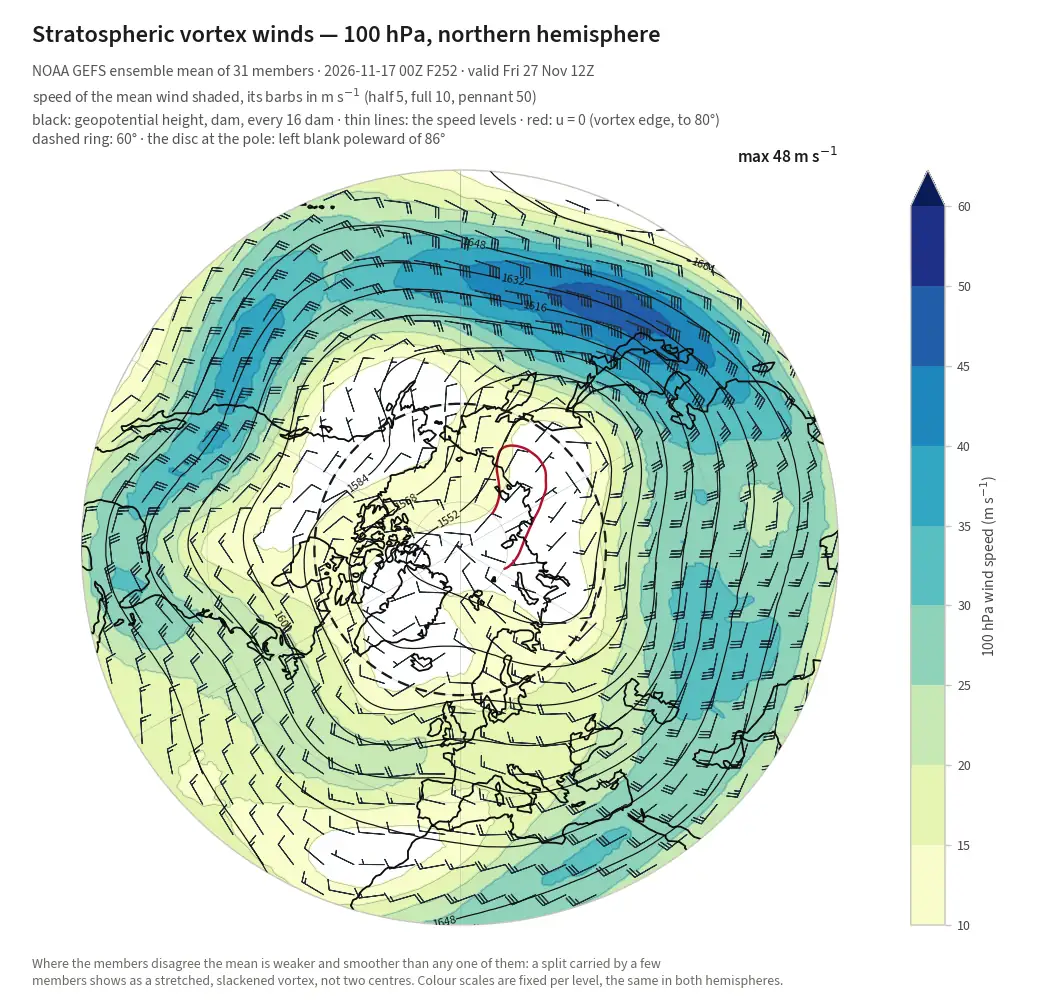 Stratospheric vortex winds — 100 hPa, northern hemisphere
NOAA GEFS ensemble mean of 31 members · 2026-11-17 00Z F252 · valid Fri 27 Nov 12Z
speed of the mean wind shaded, its barbs in m s⁻¹ (half 5, full 10, pennant 50)
black: geopotential height, dam, every 16 dam · thin lines: the speed levels · red: u = 0 (vortex edge, to 80°)
dashed ring: 60° · the disc at the pole: left blank poleward of 86°
max 48 m s⁻¹
1648
1664
1632
1616
1584
1568
1552
1600
1648
60
50
45
40
35
30
25
20
15
10
100 hPa wind speed (m s⁻¹)
Where the members disagree the mean is weaker and smoother than any one of them: a split carried by a few
members shows as a stretched, slackened vortex, not two centres. Colour scales are fixed per level, the same in both hemispheres.